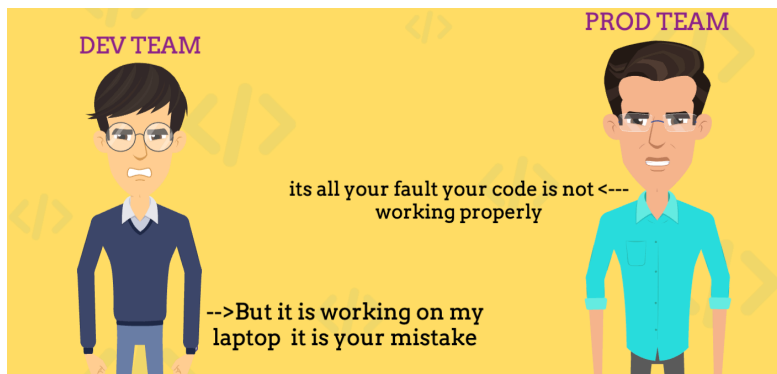 DEV TEAM
PROD TEAM
its all your fault your code is not <---
working properly
-->But it is working on my
laptop it is your mistake